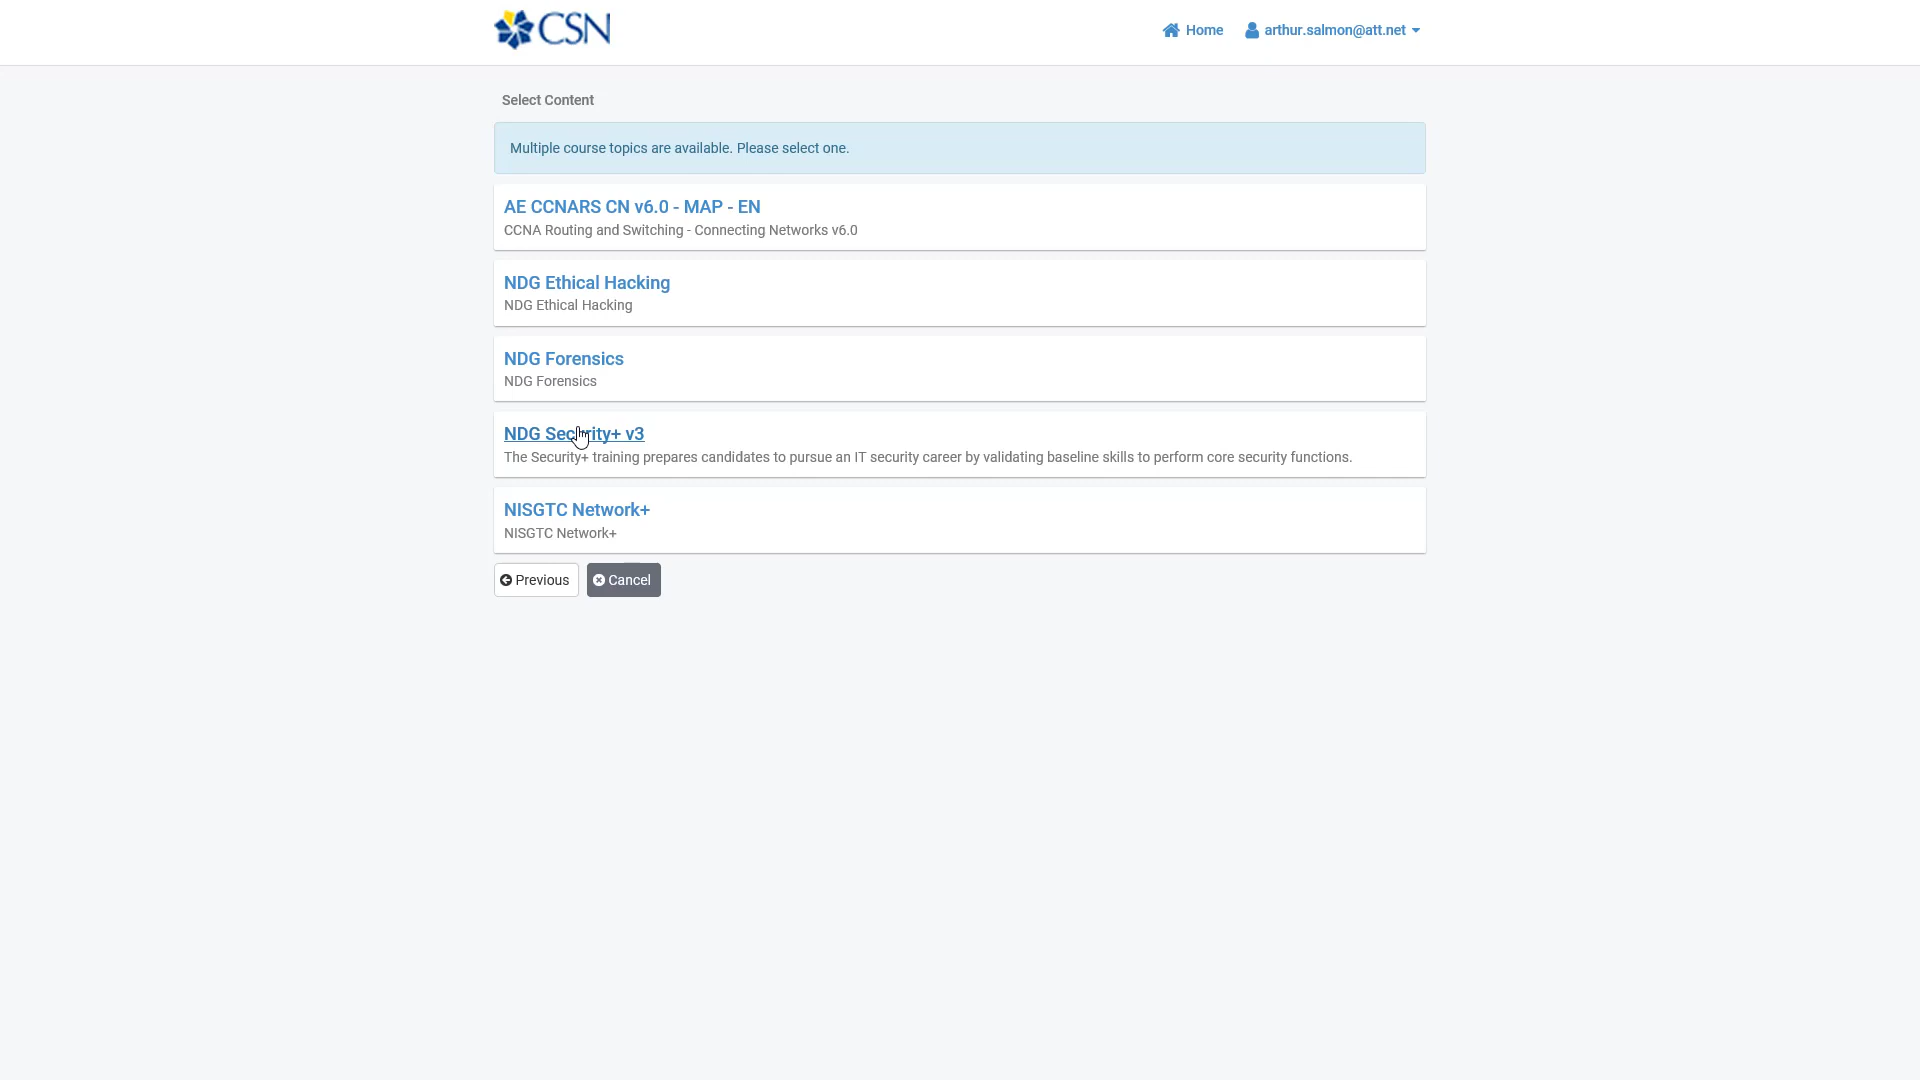 CSN
Home
arthur.salmon@att.net
Select Content
Multiple course topics are available. Please select one.
AE CCNARS CN v6.0 - MAP - EN
CCNA Routing and Switching - Connecting Networks v6.0
NDG Ethical Hacking
NDG Ethical Hacking
NDG Forensics
NDG Forensics
NDG Security+ v3
The Security+ training prepares candidates to pursue an IT security career by validating baseline skills to perform core security functions.
NISGTC Network+
NISGTC Network+
Previous
Cancel